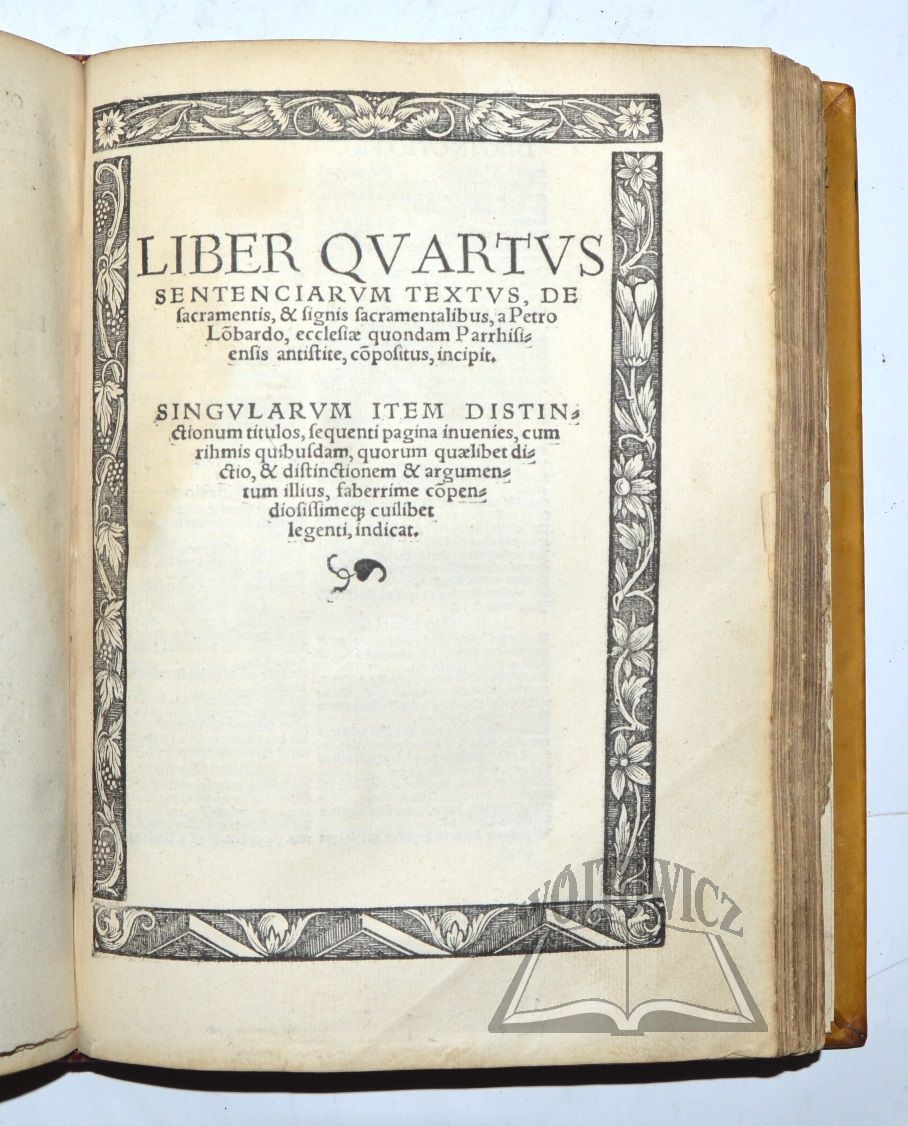 LIBER QVARTVS
SENTENCIARVM TEXTVS, DE
sacramentis, & signis sacramentalibus, a Petro
Lõbardo, ecclesiæ quondam Parrhisi⸗
ensis antistite, cõpositus, incipit.
SINGVLARVM ITEM DISTIN⸗
ctionum titulos, sequenti pagina inuenies, cum
rihmis quibusdam, quorum quælibet di⸗
ctio, & distinctionem & argumen⸗
tum illius, faberrime cõpen⸗
diosissimeq; cuilibet
legenti, indicat.
WÓJTOWICZ